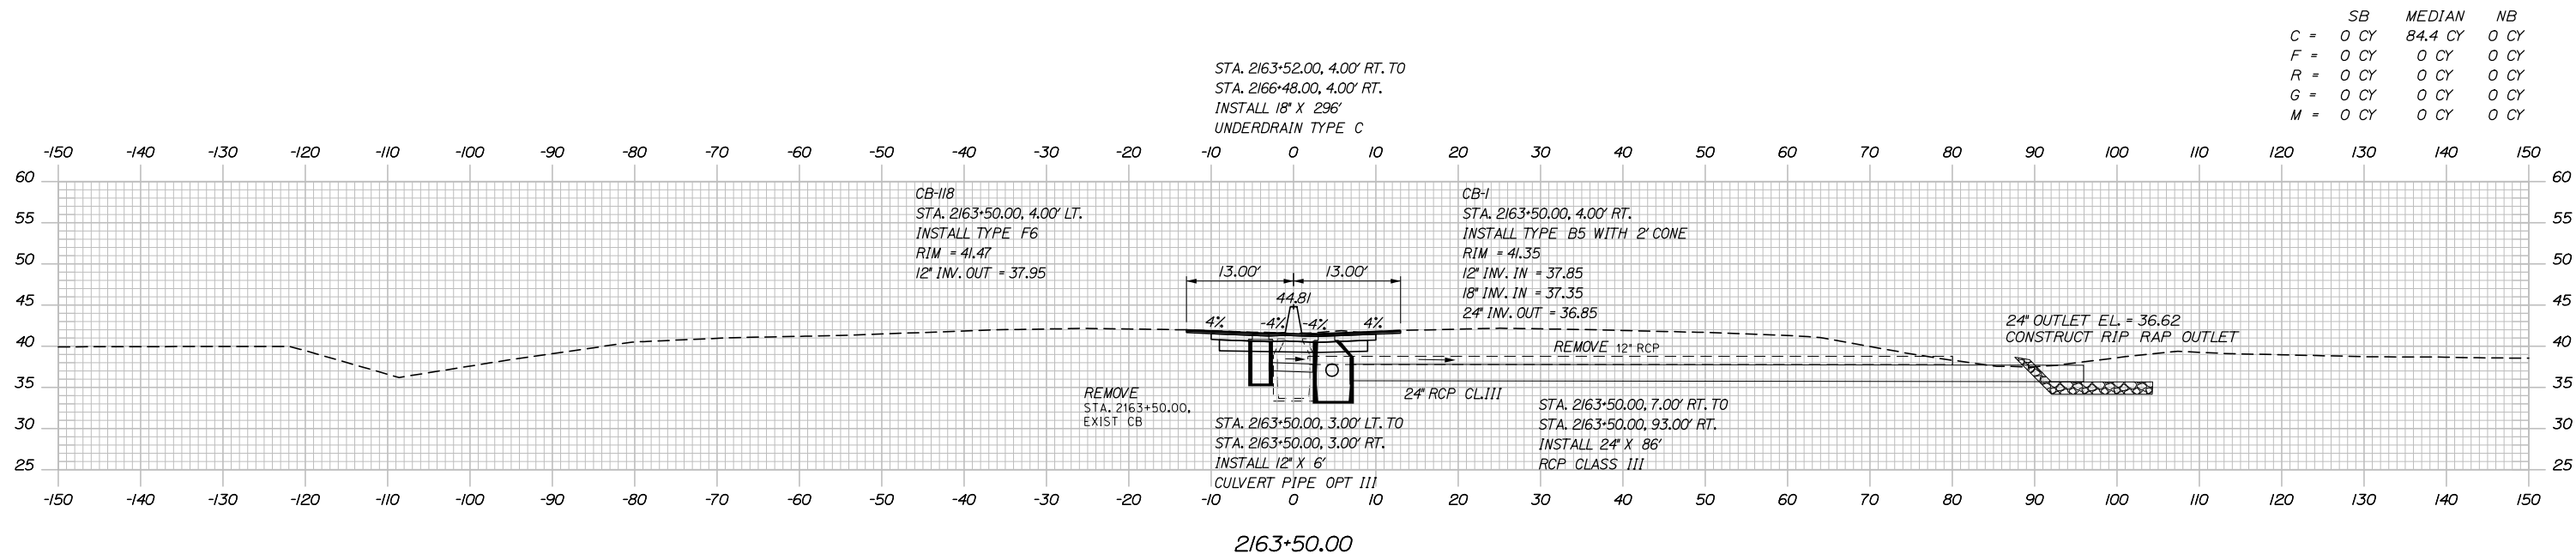 SB MEDIAN NB
C = 0 CY 84.4 CY 0 CY
F = 0 CY 0 CY 0 CY
R = 0 CY 0 CY 0 CY
G = 0 CY 0 CY 0 CY
M = 0 CY 0 CY 0 CY
STA. 2163+52.00, 4.00' RT. TO
STA. 2166+48.00, 4.00' RT.
INSTALL 18" X 296'
UNDERDRAIN TYPE C
-150 -140 -130 -120 -110 -100 -90 -80 -70 -60 -50 -40 -30 -20 -10 0 10 20 30 40 50 60 70 80 90 100 110 120 130 140 150
60 60
55 55
50 50
45 45
40 40
35 35
30 30
25 25
CB-118
STA. 2163+50.00, 4.00' LT.
INSTALL TYPE F6
RIM = 41.47
12" INV. OUT = 37.95
13.00' 13.00'
44.81
4% -4% -4% 4%
CB-1
STA. 2163+50.00, 4.00' RT.
INSTALL TYPE B5 WITH 2' CONE
RIM = 41.35
12" INV. IN = 37.85
18" INV. IN = 37.35
24" INV. OUT = 36.85
24" OUTLET EL. = 36.62
CONSTRUCT RIP RAP OUTLET
REMOVE 12" RCP
REMOVE
STA. 2163+50.00,
EXIST CB
24" RCP CL.III
STA. 2163+50.00, 3.00' LT. TO
STA. 2163+50.00, 3.00' RT.
INSTALL 12" X 6'
CULVERT PIPE OPT III
STA. 2163+50.00, 7.00' RT. TO
STA. 2163+50.00, 93.00' RT.
INSTALL 24" X 86'
RCP CLASS III
-150 -140 -130 -120 -110 -100 -90 -80 -70 -60 -50 -40 -30 -20 -10 0 10 20 30 40 50 60 70 80 90 100 110 120 130 140 150
2163+50.00